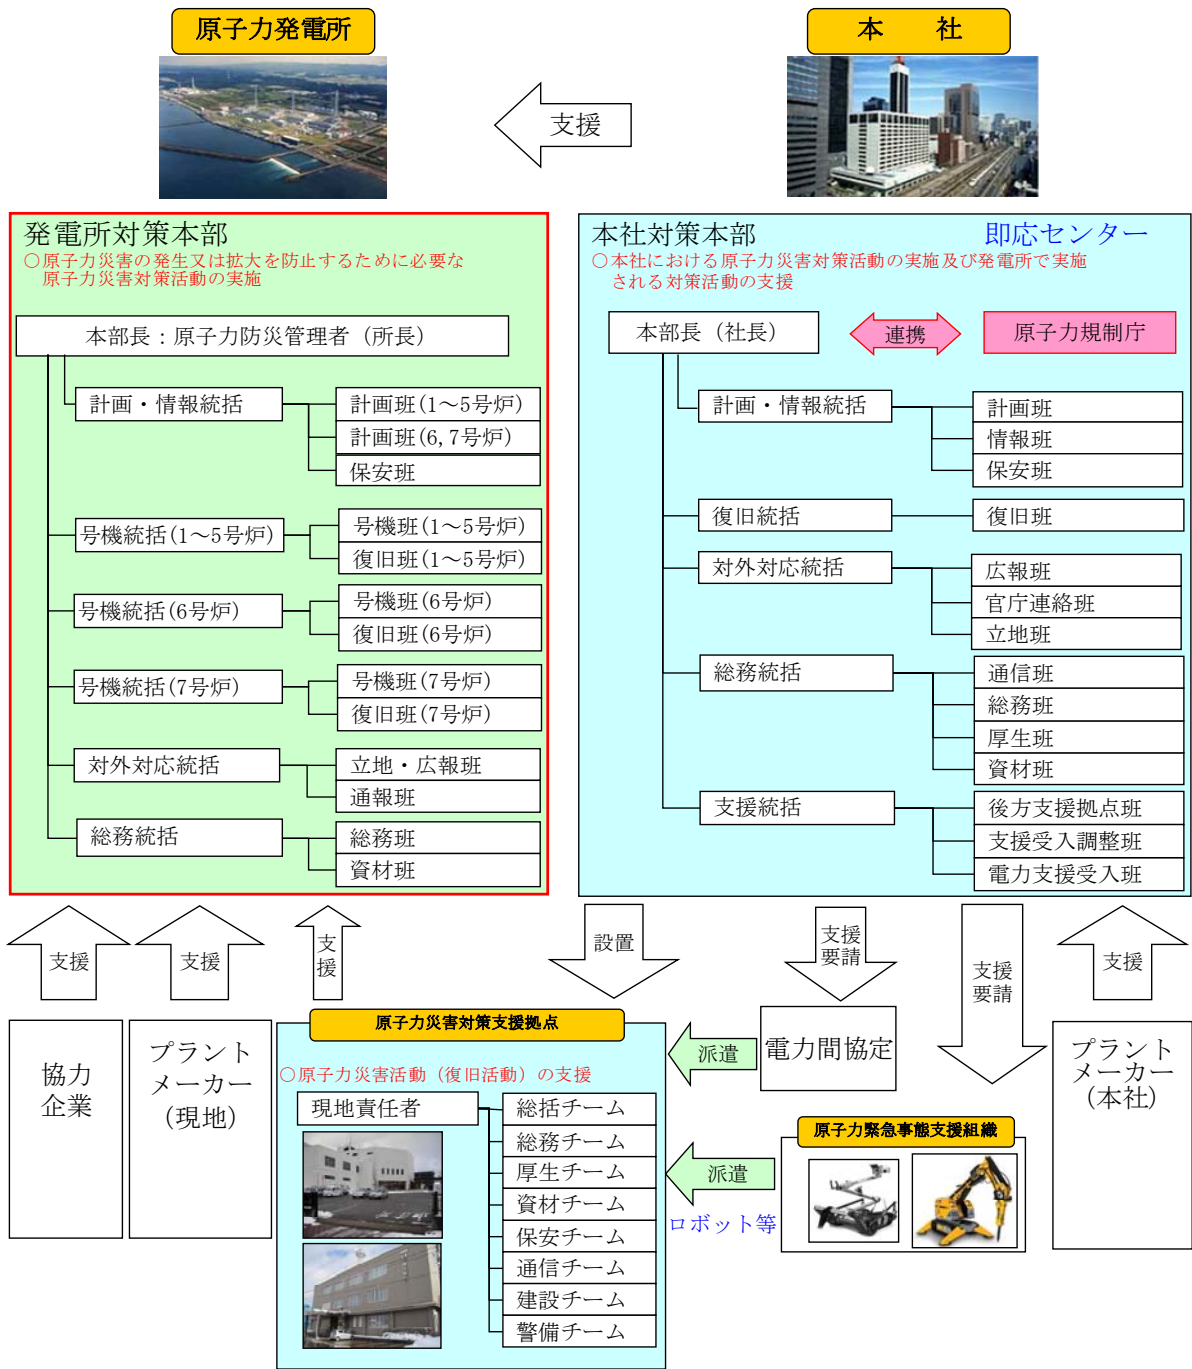 原子力発電所
本　社
支援
発電所対策本部
○原子力災害の発生又は拡大を防止するために必要な
原子力災害対策活動の実施
本部長：原子力防災管理者（所長）
計画・情報統括
計画班(1～5号炉)
計画班(6,7号炉)
保安班
号機統括(1～5号炉)
号機班(1～5号炉)
復旧班(1～5号炉)
号機統括(6号炉)
号機班(6号炉)
復旧班(6号炉)
号機統括(7号炉)
号機班(7号炉)
復旧班(7号炉)
対外対応統括
立地・広報班
通報班
総務統括
総務班
資材班
本社対策本部
即応センター
○本社における原子力災害対策活動の実施及び発電所で実施
される対策活動の支援
本部長（社長）
連携
原子力規制庁
計画・情報統括
計画班
情報班
保安班
復旧統括
復旧班
対外対応統括
広報班
官庁連絡班
立地班
総務統括
通信班
総務班
厚生班
資材班
支援統括
後方支援拠点班
支援受入調整班
電力支援受入班
支援
支援
支援
設置
支援
要請
支援
要請
支援
協力
企業
プラント
メーカー
（現地）
原子力災害対策支援拠点
○原子力災害活動（復旧活動）の支援
現地責任者
総括チーム
総務チーム
厚生チーム
資材チーム
保安チーム
通信チーム
建設チーム
警備チーム
派遣
電力間協定
派遣
ロボット等
原子力緊急事態支援組織
プラント
メーカー
（本社）